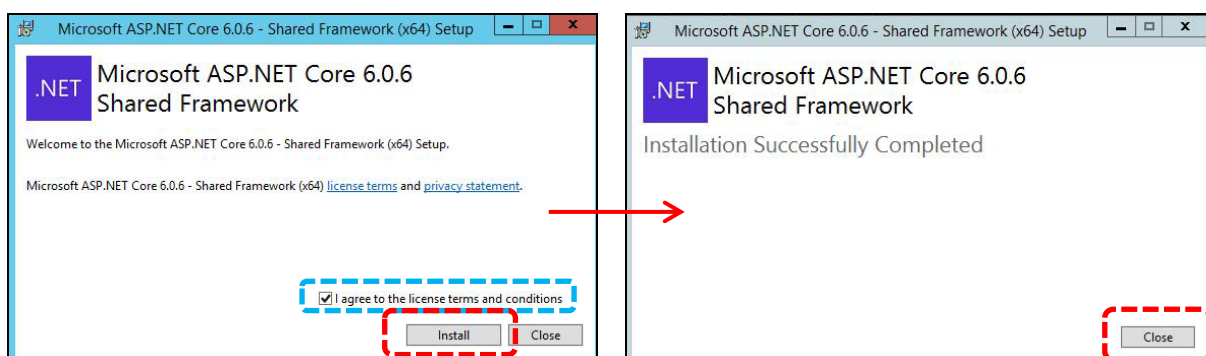 Microsoft ASP.NET Core 6.0.6 - Shared Framework (x64) Setup
.NET
Microsoft ASP.NET Core 6.0.6
Shared Framework
Welcome to the Microsoft ASP.NET Core 6.0.6 - Shared Framework (x64) Setup.
Microsoft ASP.NET Core 6.0.6 - Shared Framework (x64) license terms and privacy statement.
I agree to the license terms and conditions
Install
Close
Microsoft ASP.NET Core 6.0.6 - Shared Framework (x64) Setup
.NET
Microsoft ASP.NET Core 6.0.6
Shared Framework
Installation Successfully Completed
Close